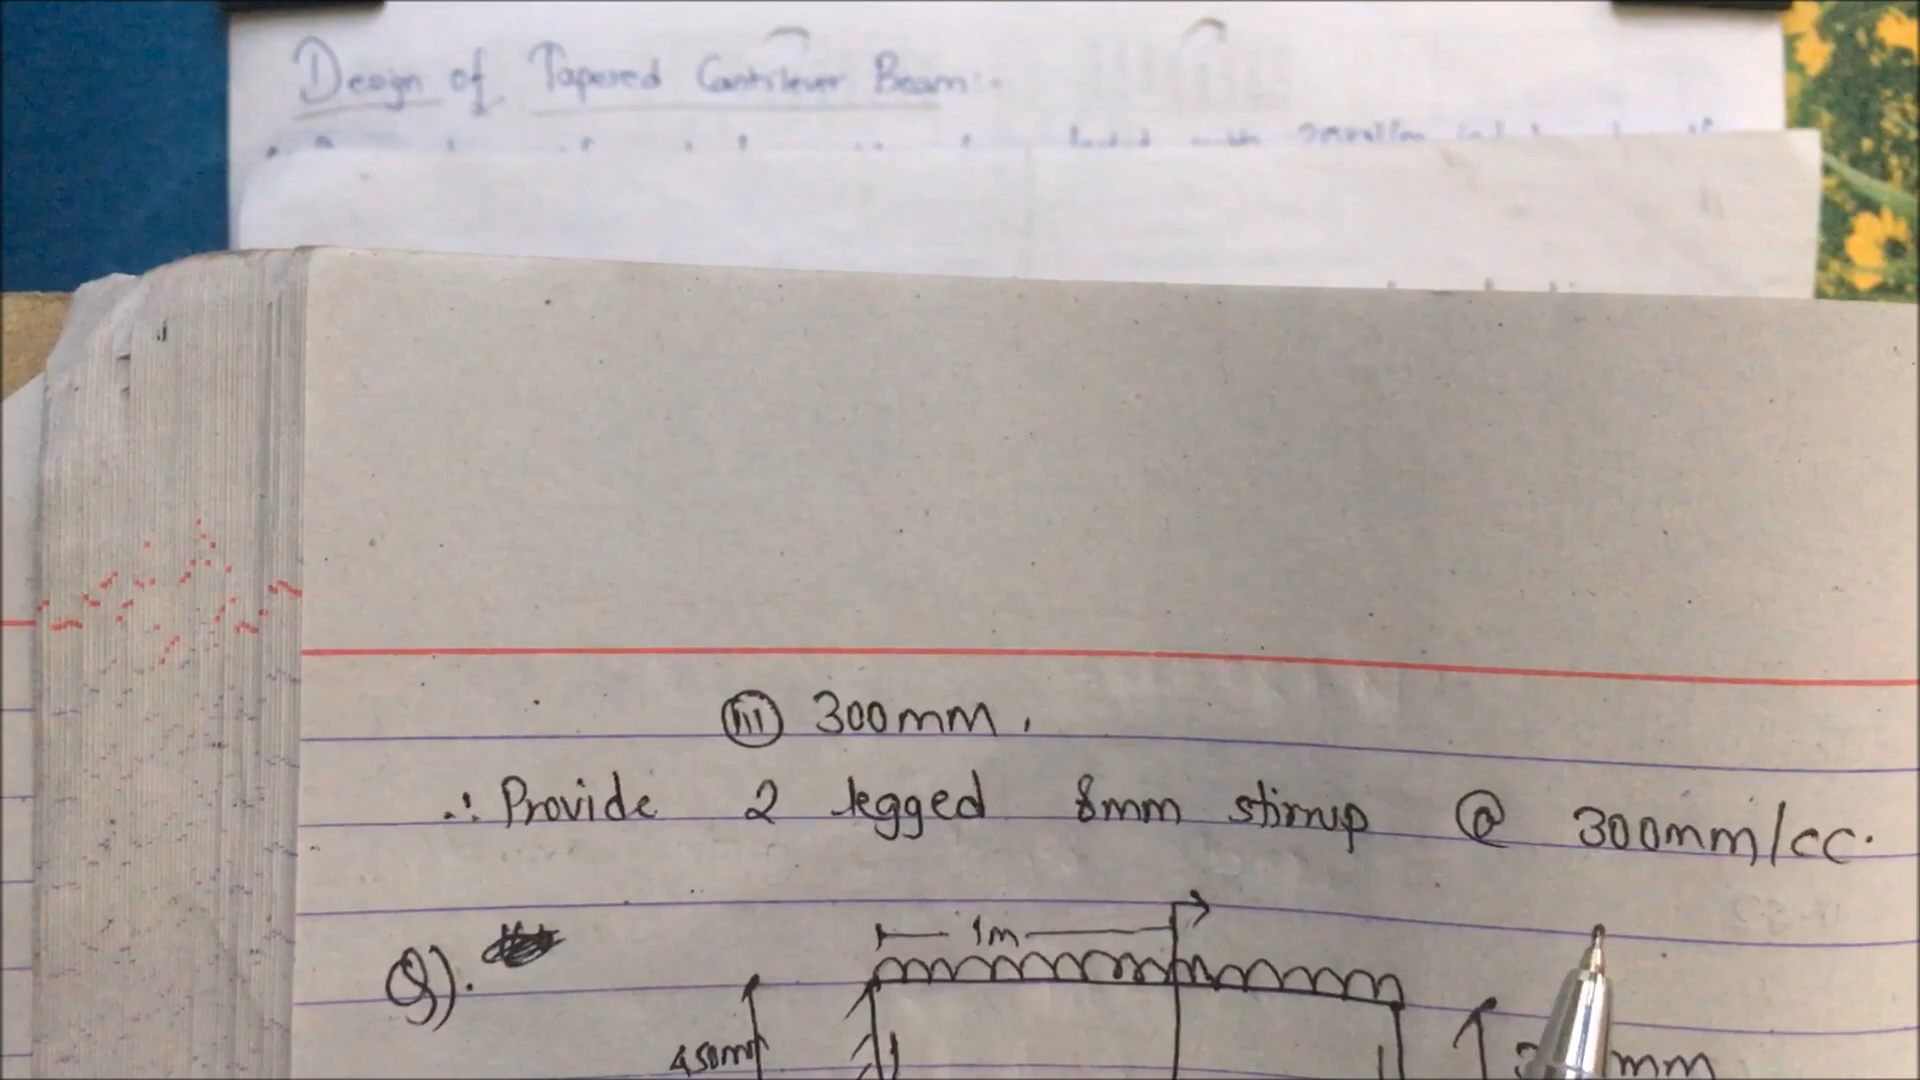 Design of Tapered Cantilever Beam:-
(iii) 300mm.
∴ Provide 2 legged 8mm stirrup @ 300mm/cc.
1m
Q).
450mm
mm